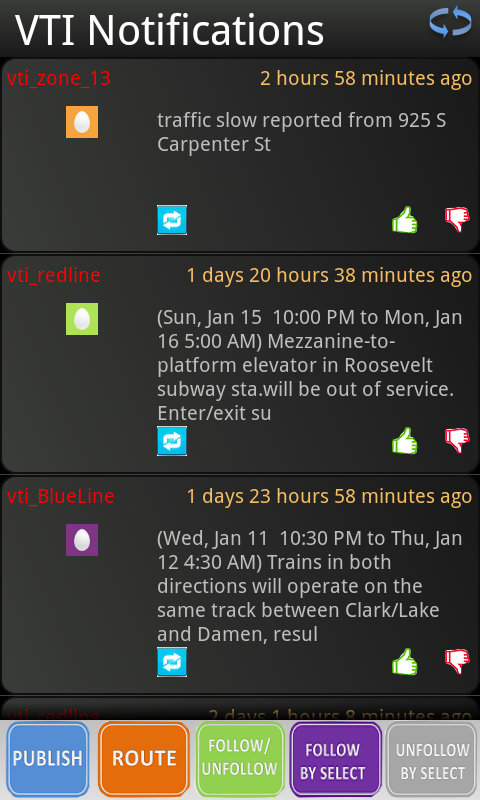 VTI Notifications
vti_zone_13 2 hours 58 minutes ago
traffic slow reported from 925 S
Carpenter St
vti_redline 1 days 20 hours 38 minutes ago
(Sun, Jan 15  10:00 PM to Mon, Jan
16 5:00 AM) Mezzanine-to-
platform elevator in Roosevelt
subway sta.will be out of service.
Enter/exit su
vti_BlueLine 1 days 23 hours 58 minutes ago
(Wed, Jan 11  10:30 PM to Thu, Jan
12 4:30 AM) Trains in both
directions will operate on the
same track between Clark/Lake
and Damen, resul
vti_redline 2 days 1 hours 8 minutes ago
PUBLISH
ROUTE
FOLLOW/
UNFOLLOW
FOLLOW
BY SELECT
UNFOLLOW
BY SELECT